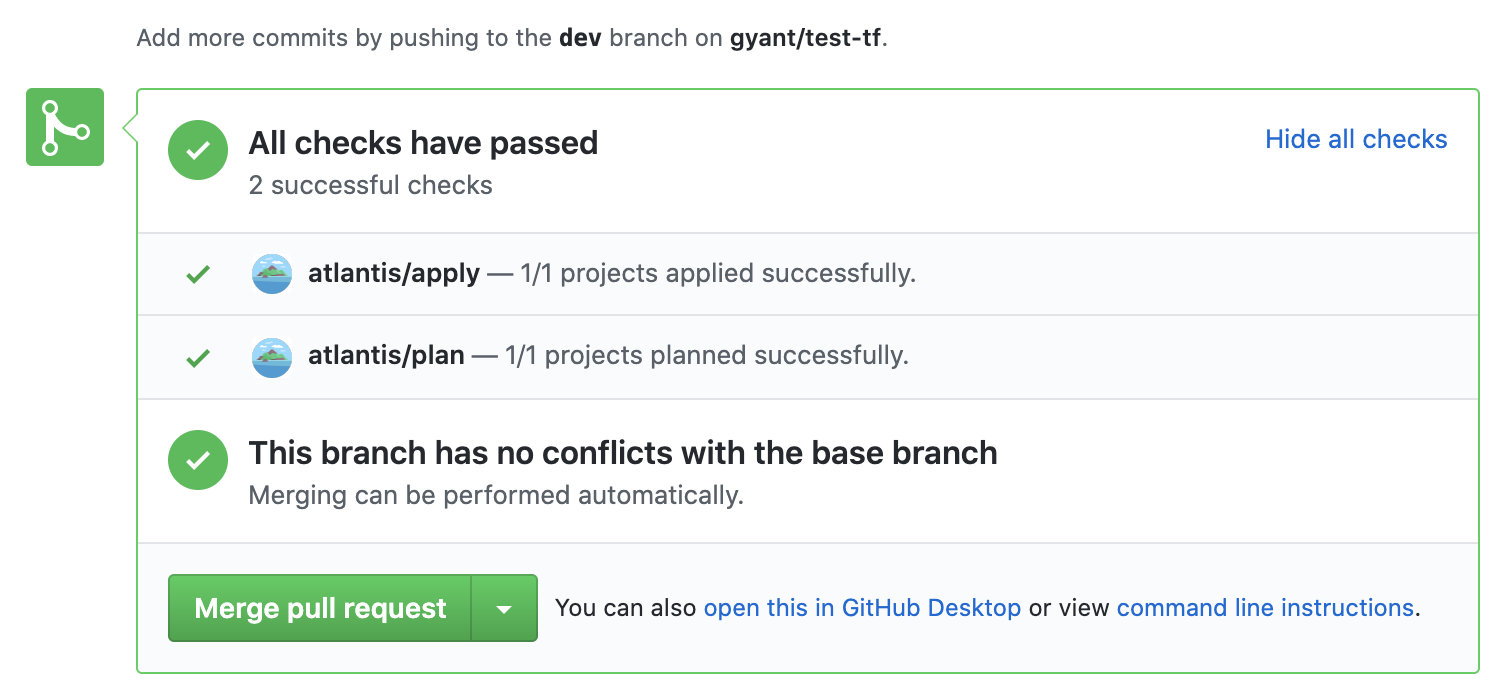 Add more commits by pushing to the dev branch on gyant/test-tf.
All checks have passed
Hide all checks
2 successful checks
atlantis/apply — 1/1 projects applied successfully.
atlantis/plan — 1/1 projects planned successfully.
This branch has no conflicts with the base branch
Merging can be performed automatically.
Merge pull request
You can also open this in GitHub Desktop or view command line instructions.